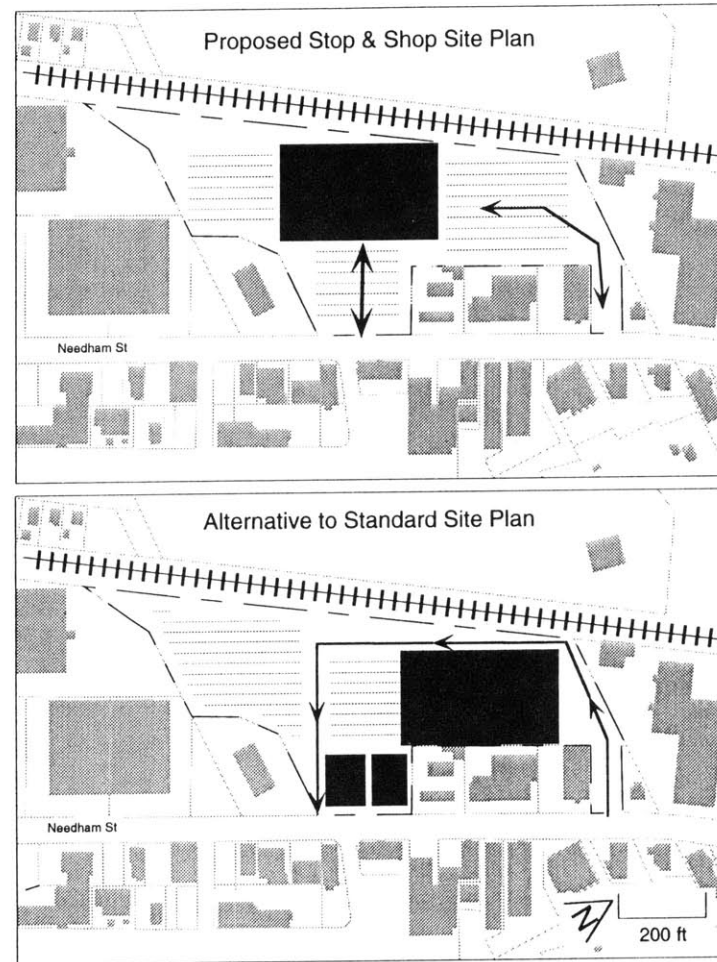 Proposed Stop & Shop Site Plan
Needham St
Alternative to Standard Site Plan
Needham St
N
200 ft